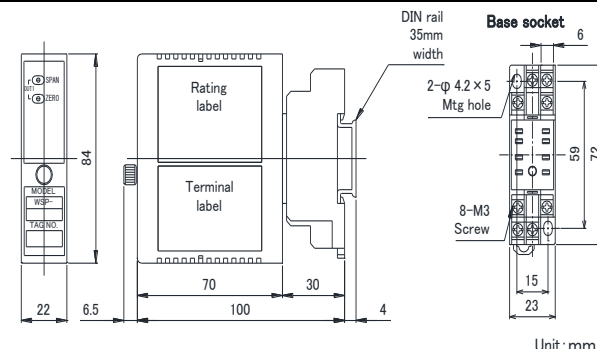 DIN rail
35mm
width
Base socket
6
SPAN
OUT1
ZERO
Rating
label
2-φ 4.2×5
Mtg hole
84
59
72
MODEL
WSP-
TAG NO.
Terminal
label
8-M3
Screw
70
30
15
22
6.5
100
4
23
Unit:mm